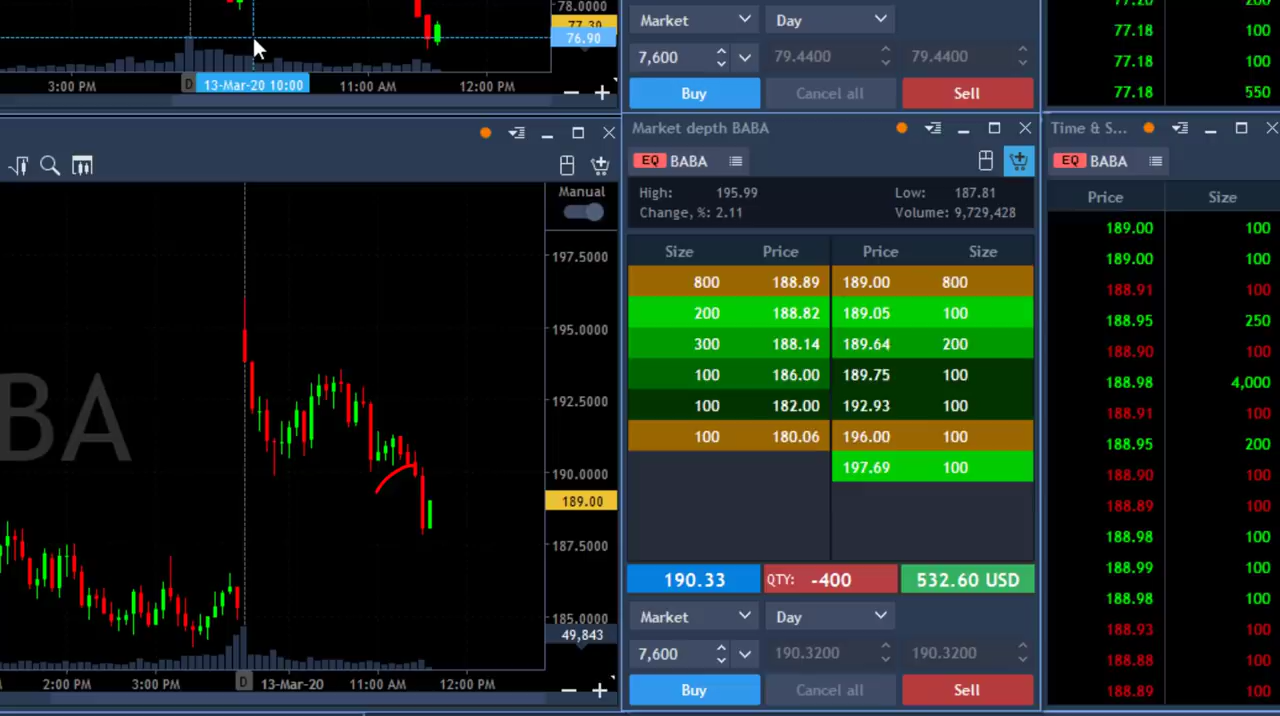 78.0000
77.30
76.90
3:00 PM
D
13-Mar-20 10:00
11:00 AM
12:00 PM
Market
Day
7,600
79.4400
79.4400
Buy
Cancel all
Sell
77.18 100
77.18 100
77.18 550
Manual
197.5000
195.0000
192.5000
190.0000
189.00
187.5000
185.0000
49,843
BA
2:00 PM
3:00 PM
D
13-Mar-20
11:00 AM
12:00 PM
Market depth BABA
EQ BABA
High: 195.99 Low: 187.81
Change, %: 2.11 Volume: 9,729,428
Size Price Price Size
800 188.89 189.00 800
200 188.82 189.05 100
300 188.14 189.64 200
100 186.00 189.75 100
100 182.00 192.93 100
100 180.06 196.00 100
197.69 100
190.33 QTY: -400 532.60 USD
Market Day
7,600 190.3200 190.3200
Buy Cancel all Sell
Time & S...
EQ BABA
Price Size
189.00 100
189.00 100
188.91 100
188.95 250
188.90 100
188.98 4,000
188.91 100
188.95 200
188.90 100
188.89 100
188.98 100
188.99 100
188.98 100
188.93 100
188.88 100
188.89 100